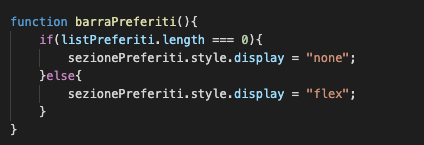 function barraPreferiti(){
    if(listPreferiti.length === 0){
        sezionePreferiti.style.display = "none";
    }else{
        sezionePreferiti.style.display = "flex";
    }
}